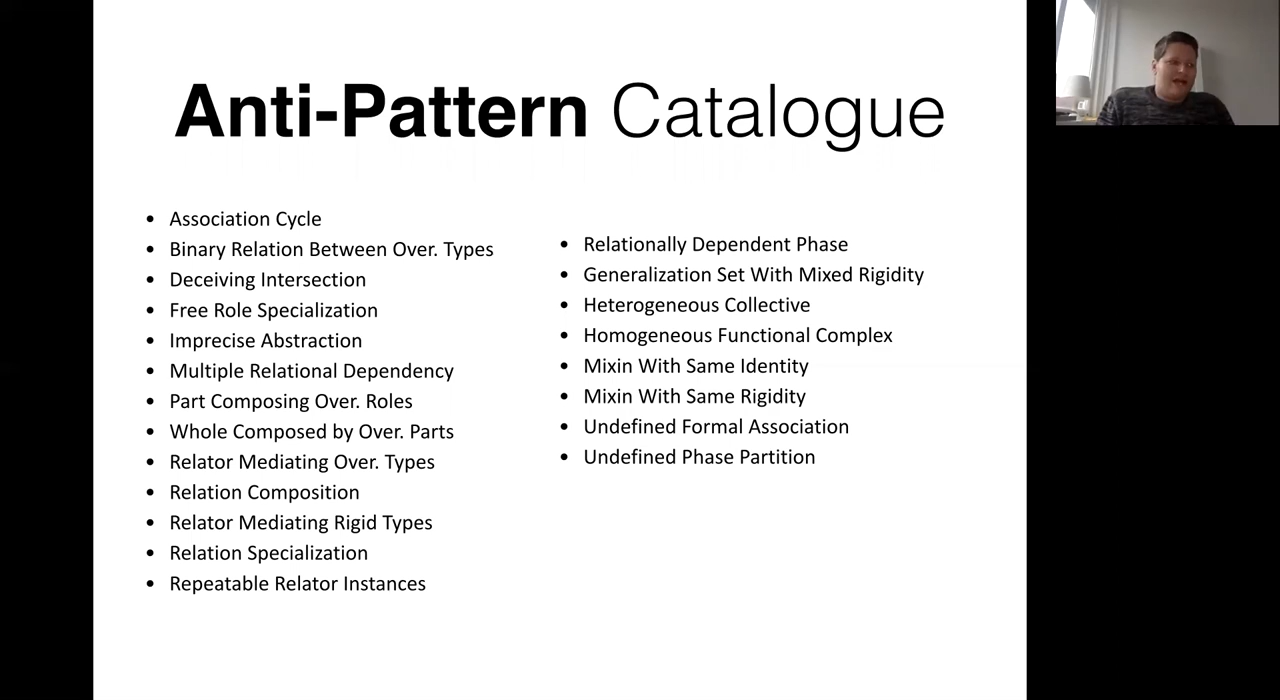 Anti-Pattern Catalogue
• Association Cycle
• Binary Relation Between Over. Types
• Deceiving Intersection
• Free Role Specialization
• Imprecise Abstraction
• Multiple Relational Dependency
• Part Composing Over. Roles
• Whole Composed by Over. Parts
• Relator Mediating Over. Types
• Relation Composition
• Relator Mediating Rigid Types
• Relation Specialization
• Repeatable Relator Instances
• Relationally Dependent Phase
• Generalization Set With Mixed Rigidity
• Heterogeneous Collective
• Homogeneous Functional Complex
• Mixin With Same Identity
• Mixin With Same Rigidity
• Undefined Formal Association
• Undefined Phase Partition